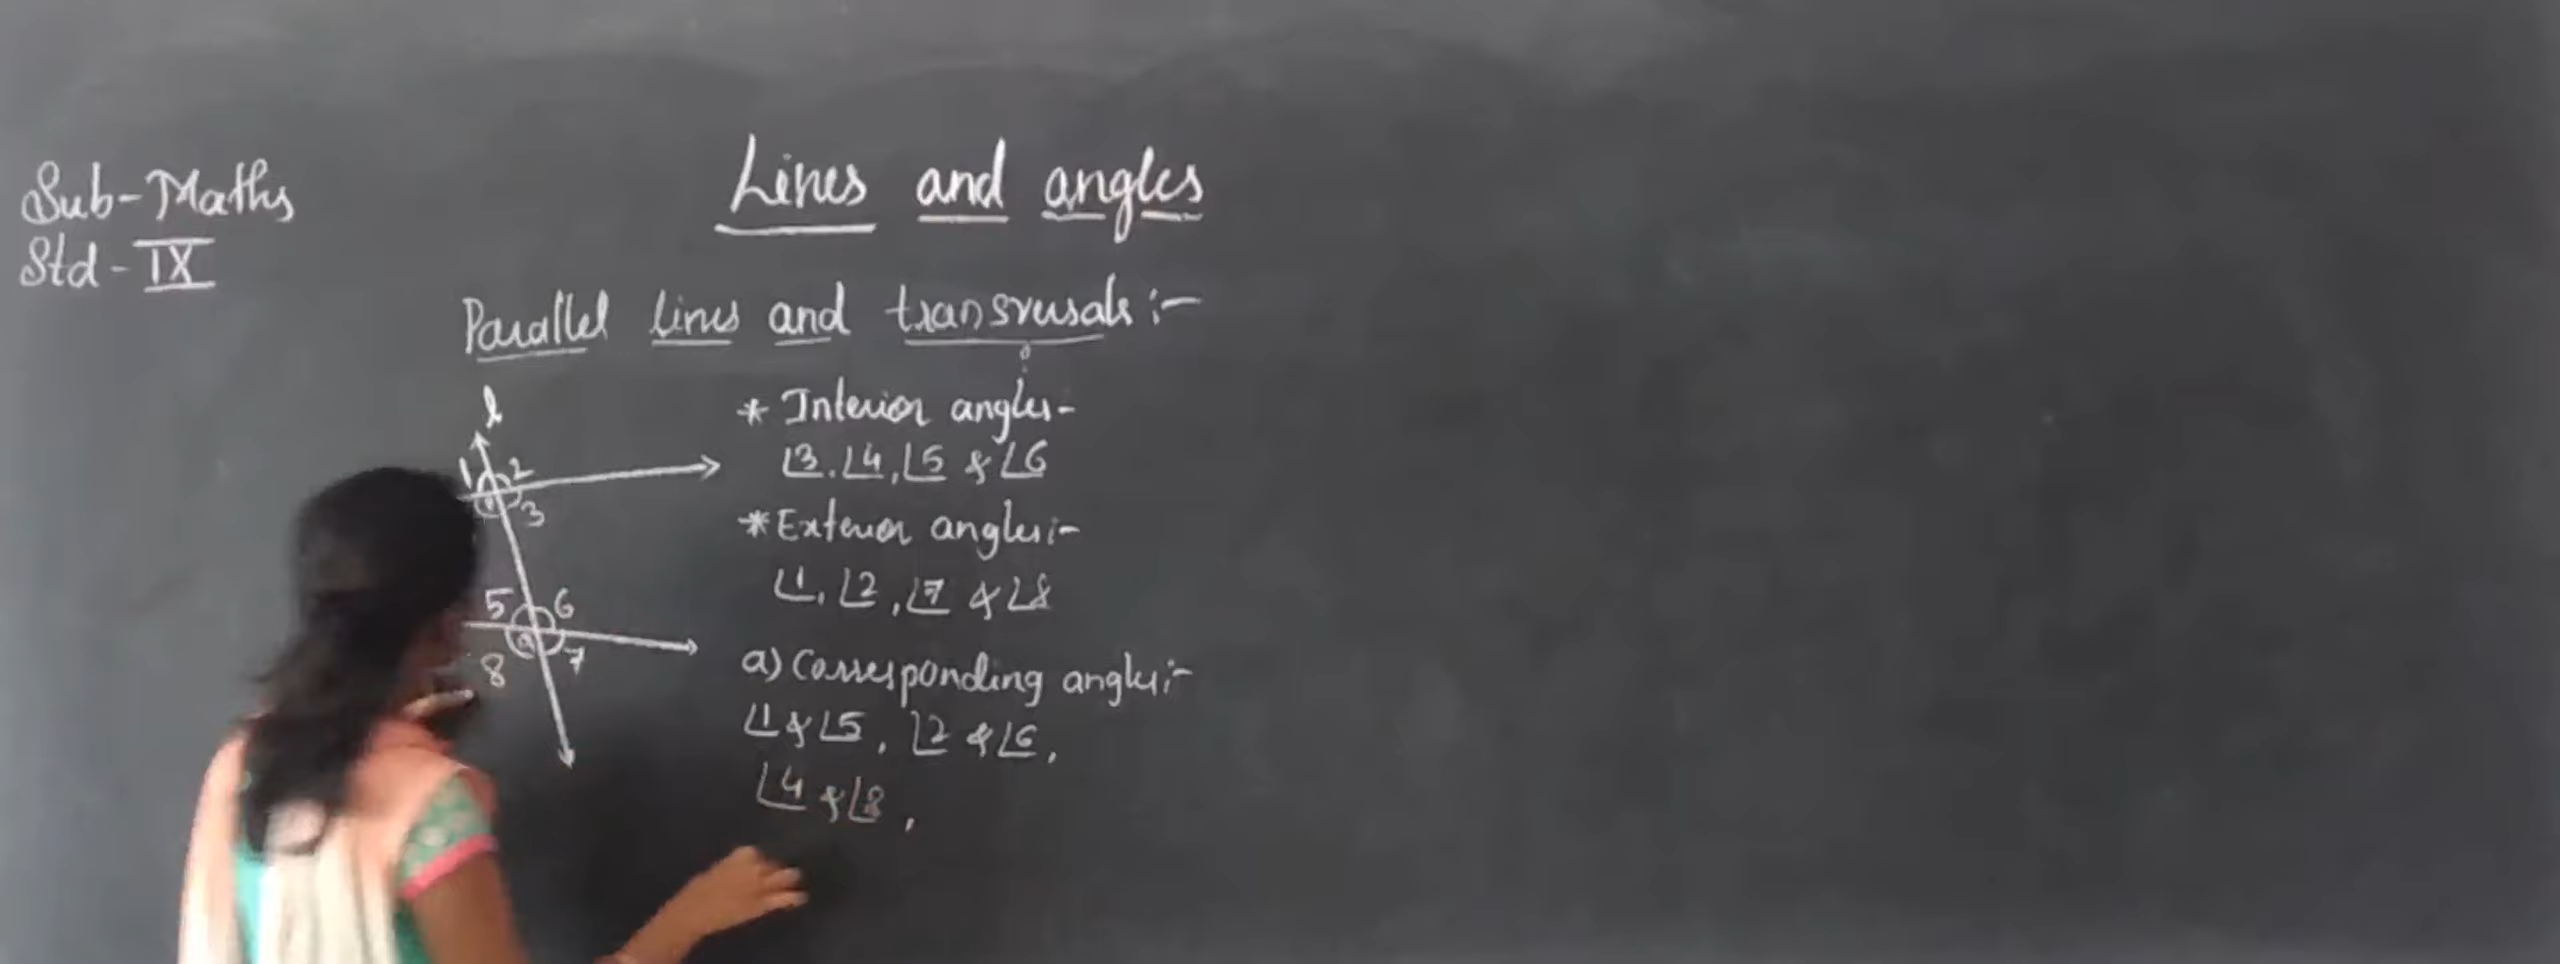 Sub-Maths
Std-IX
Lines and angles
Parallel lines and transversals:-
l
1 2
3
5 6
8 7
* Interior angles-
∠3, ∠4, ∠5 & ∠6
* Exterior angles:-
∠1, ∠2, ∠7 & ∠8
a) Corresponding angles:-
∠1 & ∠5, ∠2 & ∠6,
∠4 & ∠8,